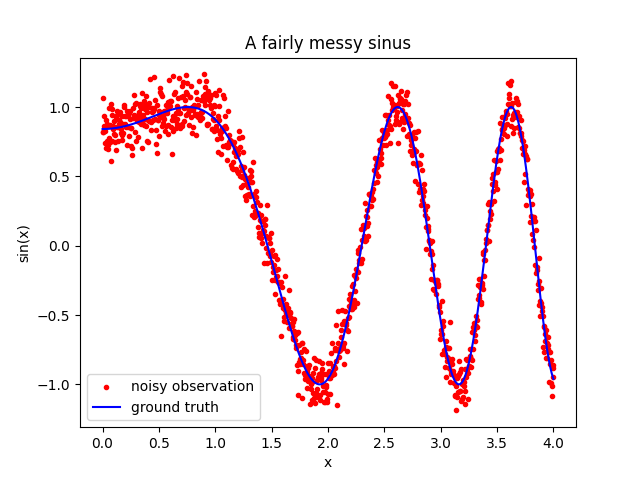 A fairly messy sinus
sin(x)
1.0
0.5
0.0
−0.5
−1.0
noisy observation
ground truth
0.0 0.5 1.0 1.5 2.0 2.5 3.0 3.5 4.0
x